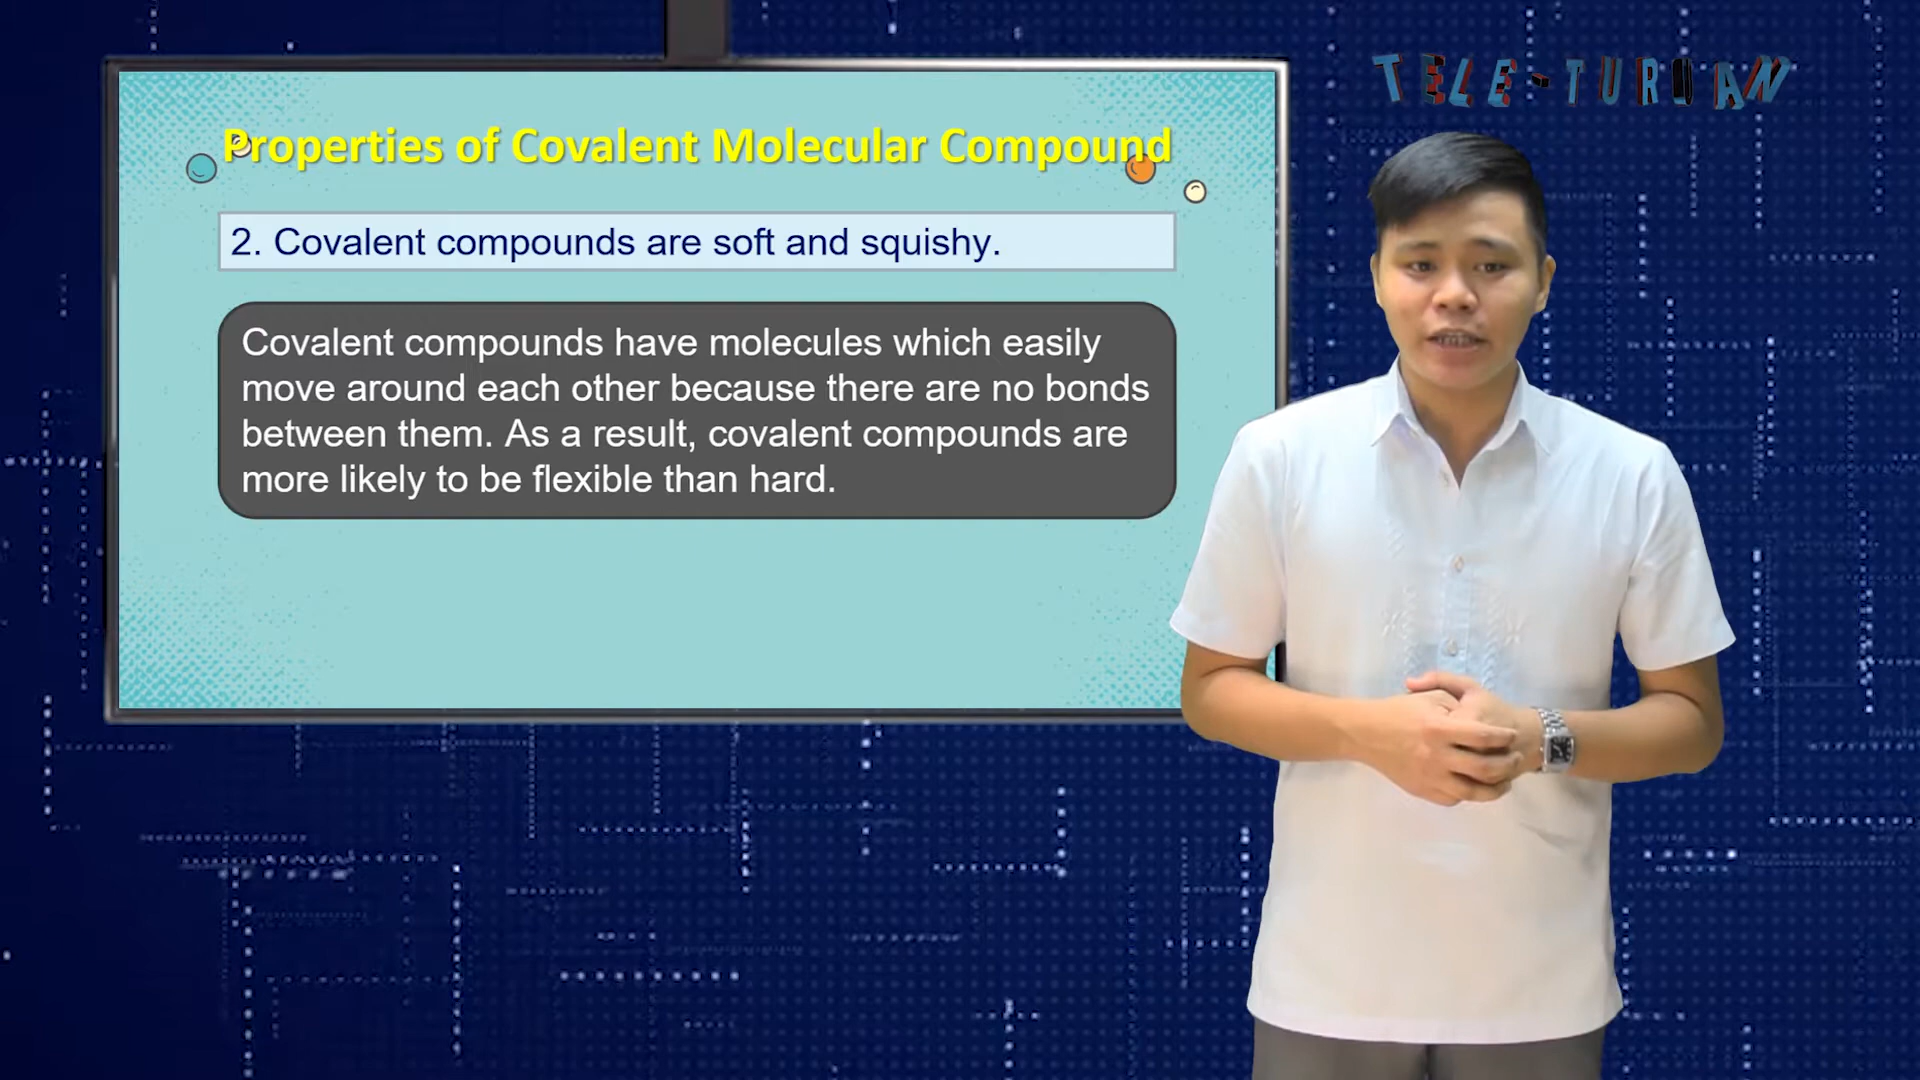 TELE-TURUAN
Properties of Covalent Molecular Compound
2. Covalent compounds are soft and squishy.
Covalent compounds have molecules which easily
move around each other because there are no bonds
between them. As a result, covalent compounds are
more likely to be flexible than hard.